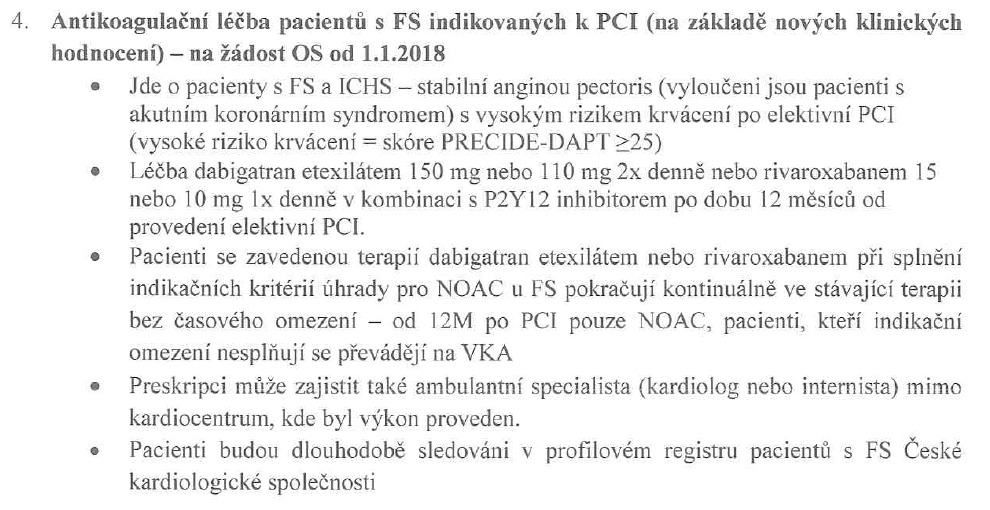 4. Antikoagulační léčba pacientů s FS indikovaných k PCI (na základě nových klinických
hodnocení) – na žádost OS od 1.1.2018
• Jde o pacienty s FS a ICHS – stabilní anginou pectoris (vyloučeni jsou pacienti s
akutním koronárním syndromem) s vysokým rizikem krvácení po elektivní PCI
(vysoké riziko krvácení = skóre PRECIDE-DAPT ≥25)
• Léčba dabigatran etexilátem 150 mg nebo 110 mg 2x denně nebo rivaroxabanem 15
nebo 10 mg 1x denně v kombinaci s P2Y12 inhibitorem po dobu 12 měsíců od
provedení elektivní PCI.
• Pacienti se zavedenou terapií dabigatran etexilátem nebo rivaroxabanem při splnění
indikačních kritérií úhrady pro NOAC u FS pokračují kontinuálně ve stávající terapii
bez časového omezení – od 12M po PCI pouze NOAC, pacienti, kteří indikační
omezení nesplňují se převádějí na VKA
• Preskripci může zajistit také ambulantní specialista (kardiolog nebo internista) mimo
kardiocentrum, kde byl výkon proveden.
• Pacienti budou dlouhodobě sledováni v profilovém registru pacientů s FS České
kardiologické společnosti